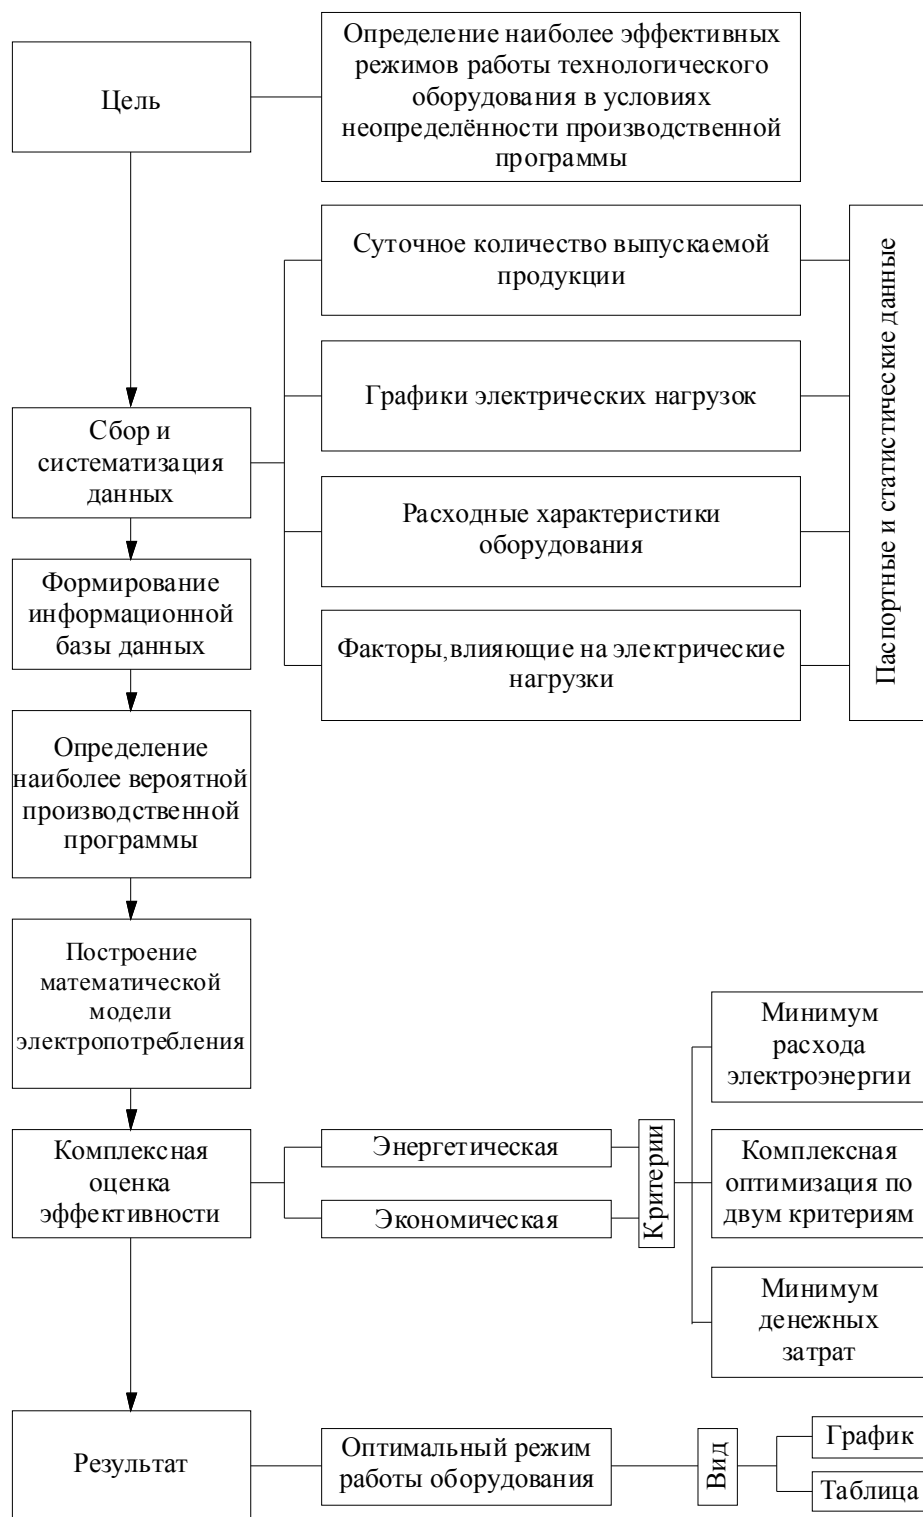 Цель
Определение наиболее эффективных
режимов работы технологического
оборудования в условиях
неопределённости производственной
программы
Суточное количество выпускаемой
продукции
Графики электрических нагрузок
Расходные характеристики
оборудования
Факторы,влияющие на электрические
нагрузки
Паспортные и статистические данные
Сбор и
систематизация
данных
Формирование
информационной
базы данных
Определение
наиболее вероятной
производственной
программы
Построение
математической
модели
электропотребления
Комплексная
оценка
эффективности
Энергетическая
Экономическая
Критерии
Минимум
расхода
электроэнергии
Комплексная
оптимизация по
двум критериям
Минимум
денежных
затрат
Результат
Оптимальный режим
работы оборудования
Вид
График
Таблица